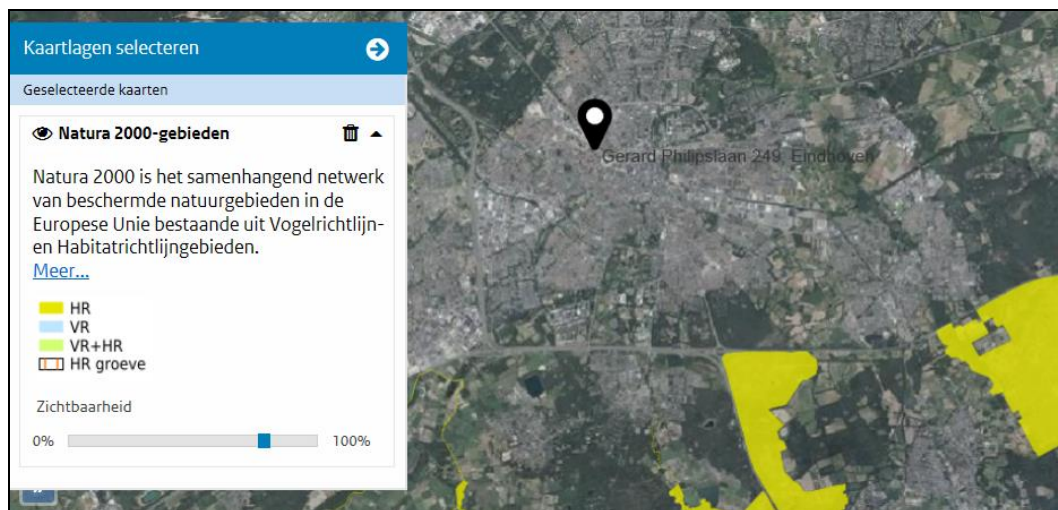 Kaartlagen selecteren
Geselecteerde kaarten
Natura 2000-gebieden
Natura 2000 is het samenhangend netwerk
van beschermde natuurgebieden in de
Europese Unie bestaande uit Vogelrichtlijn-
en Habitatrichtlijngebieden.
Meer...
HR
VR
VR+HR
HR groeve
Zichtbaarheid
0% 100%
Gerard Philipslaan 249, Eindhoven